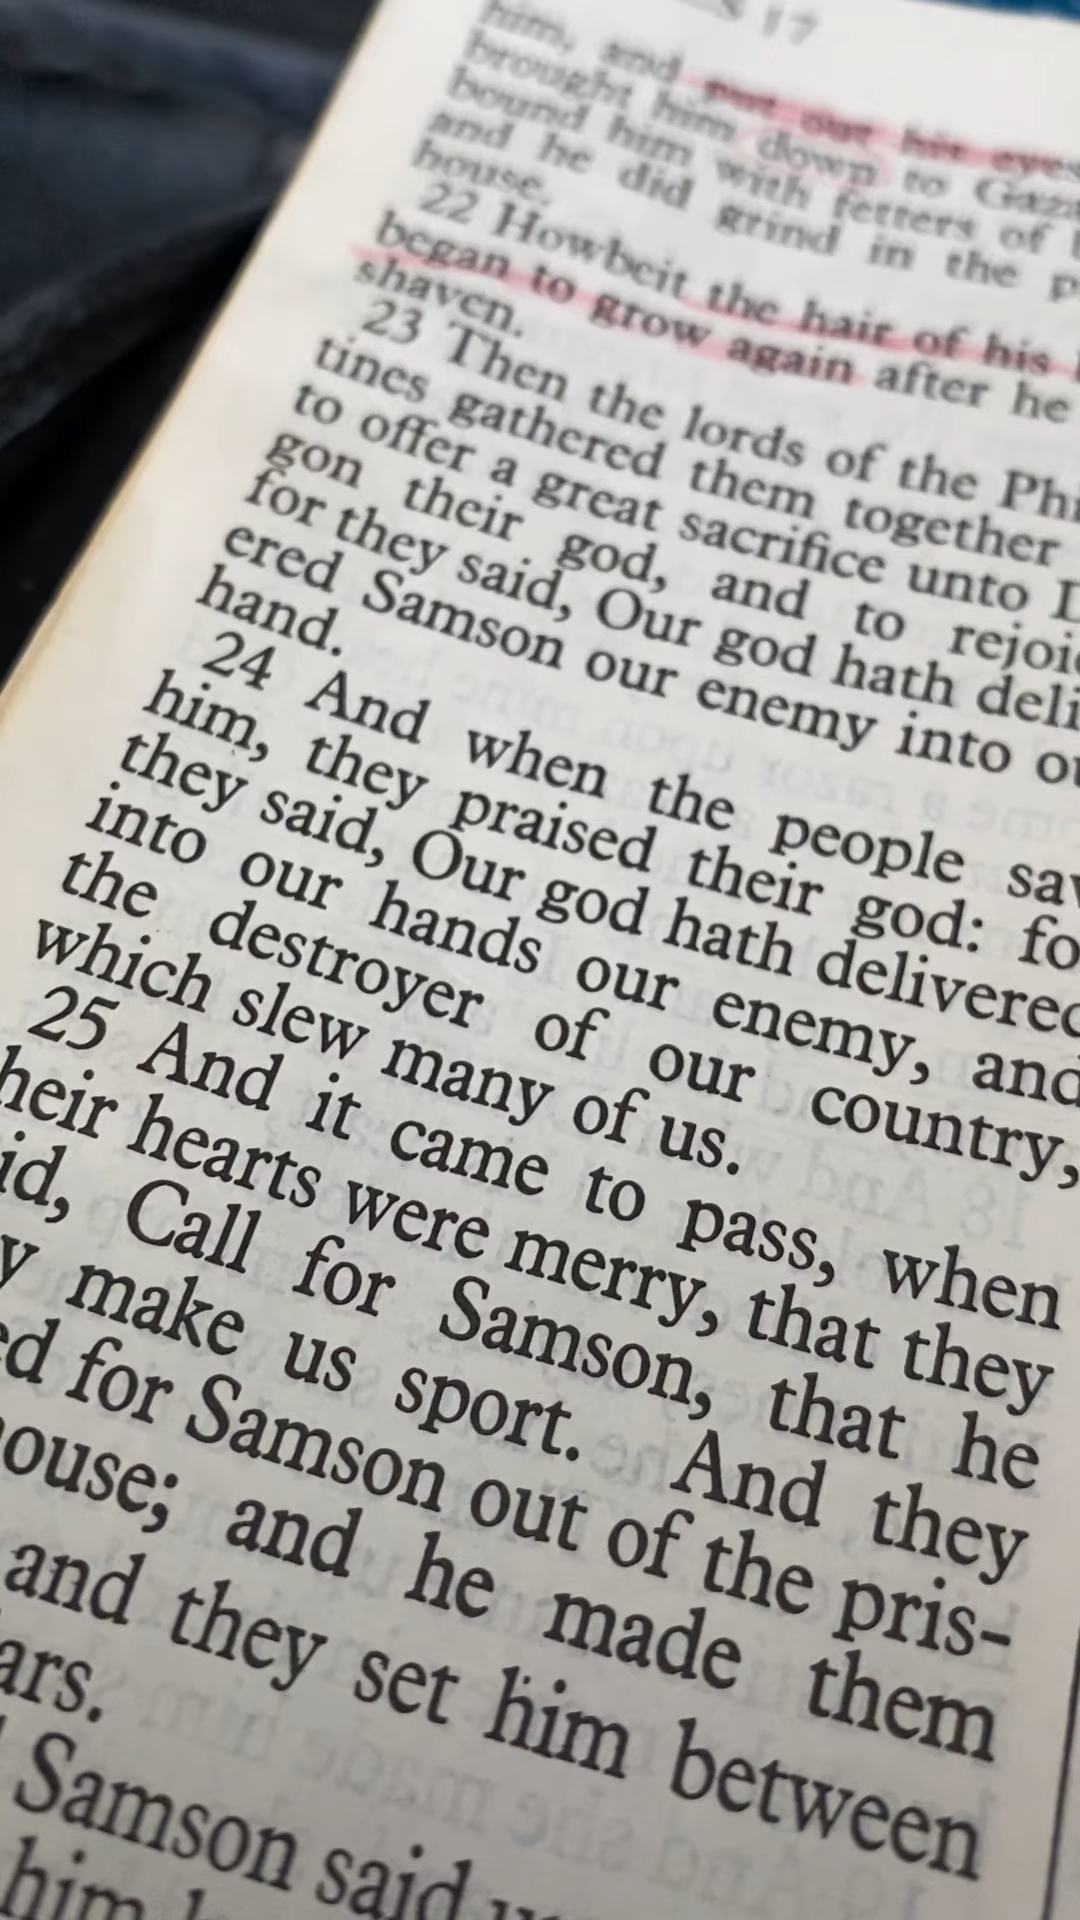 17
him, and put out his eyes
brought him down to Gaza
bound him with fetters of
and he did grind in the
house.
22 Howbeit the hair of his
began to grow again after he
shaven.
23 Then the lords of the Phi
tines gathered them together
to offer a great sacrifice unto D
gon their god, and to rejoi
for they said, Our god hath deli
ered Samson our enemy into ou
hand.
24 And when the people saw
him, they praised their god: fo
they said, Our god hath delivered
into our hands our enemy, and
the destroyer of our country,
which slew many of us.
25 And it came to pass, when
heir hearts were merry, that they
id, Call for Samson, that he
y make us sport. And they
ed for Samson out of the pris-
ouse; and he made them
and they set him between
ars.
Samson said
him